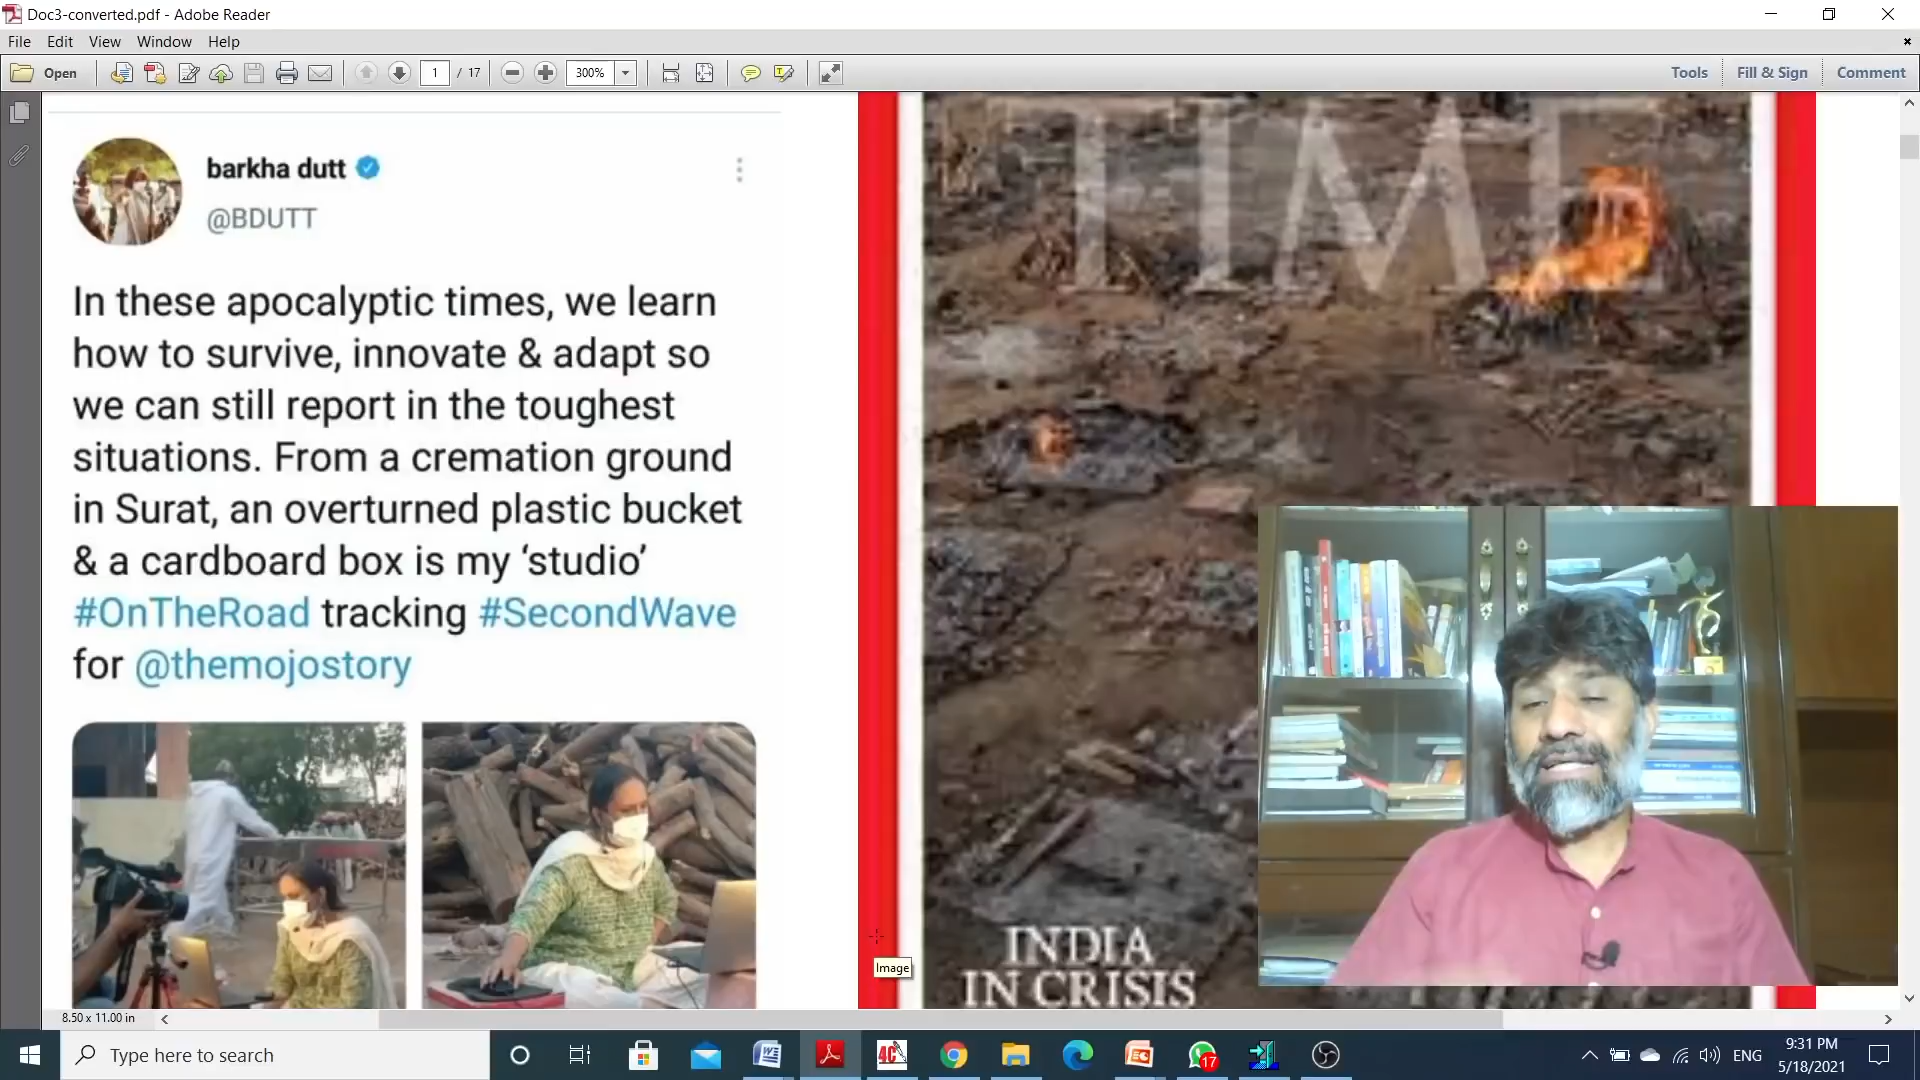 Doc3-converted.pdf - Adobe Reader
File Edit View Window Help
Open 1 / 17 300% Tools Fill & Sign Comment
barkha dutt
@BDUTT
In these apocalyptic times, we learn
how to survive, innovate & adapt so
we can still report in the toughest
situations. From a cremation ground
in Surat, an overturned plastic bucket
& a cardboard box is my ‘studio’
#OnTheRoad tracking #SecondWave
for @themojostory
TIME
INDIA
IN CRISIS
Image
8.50 x 11.00 in
Type here to search
17
ENG
9:31 PM
5/18/2021